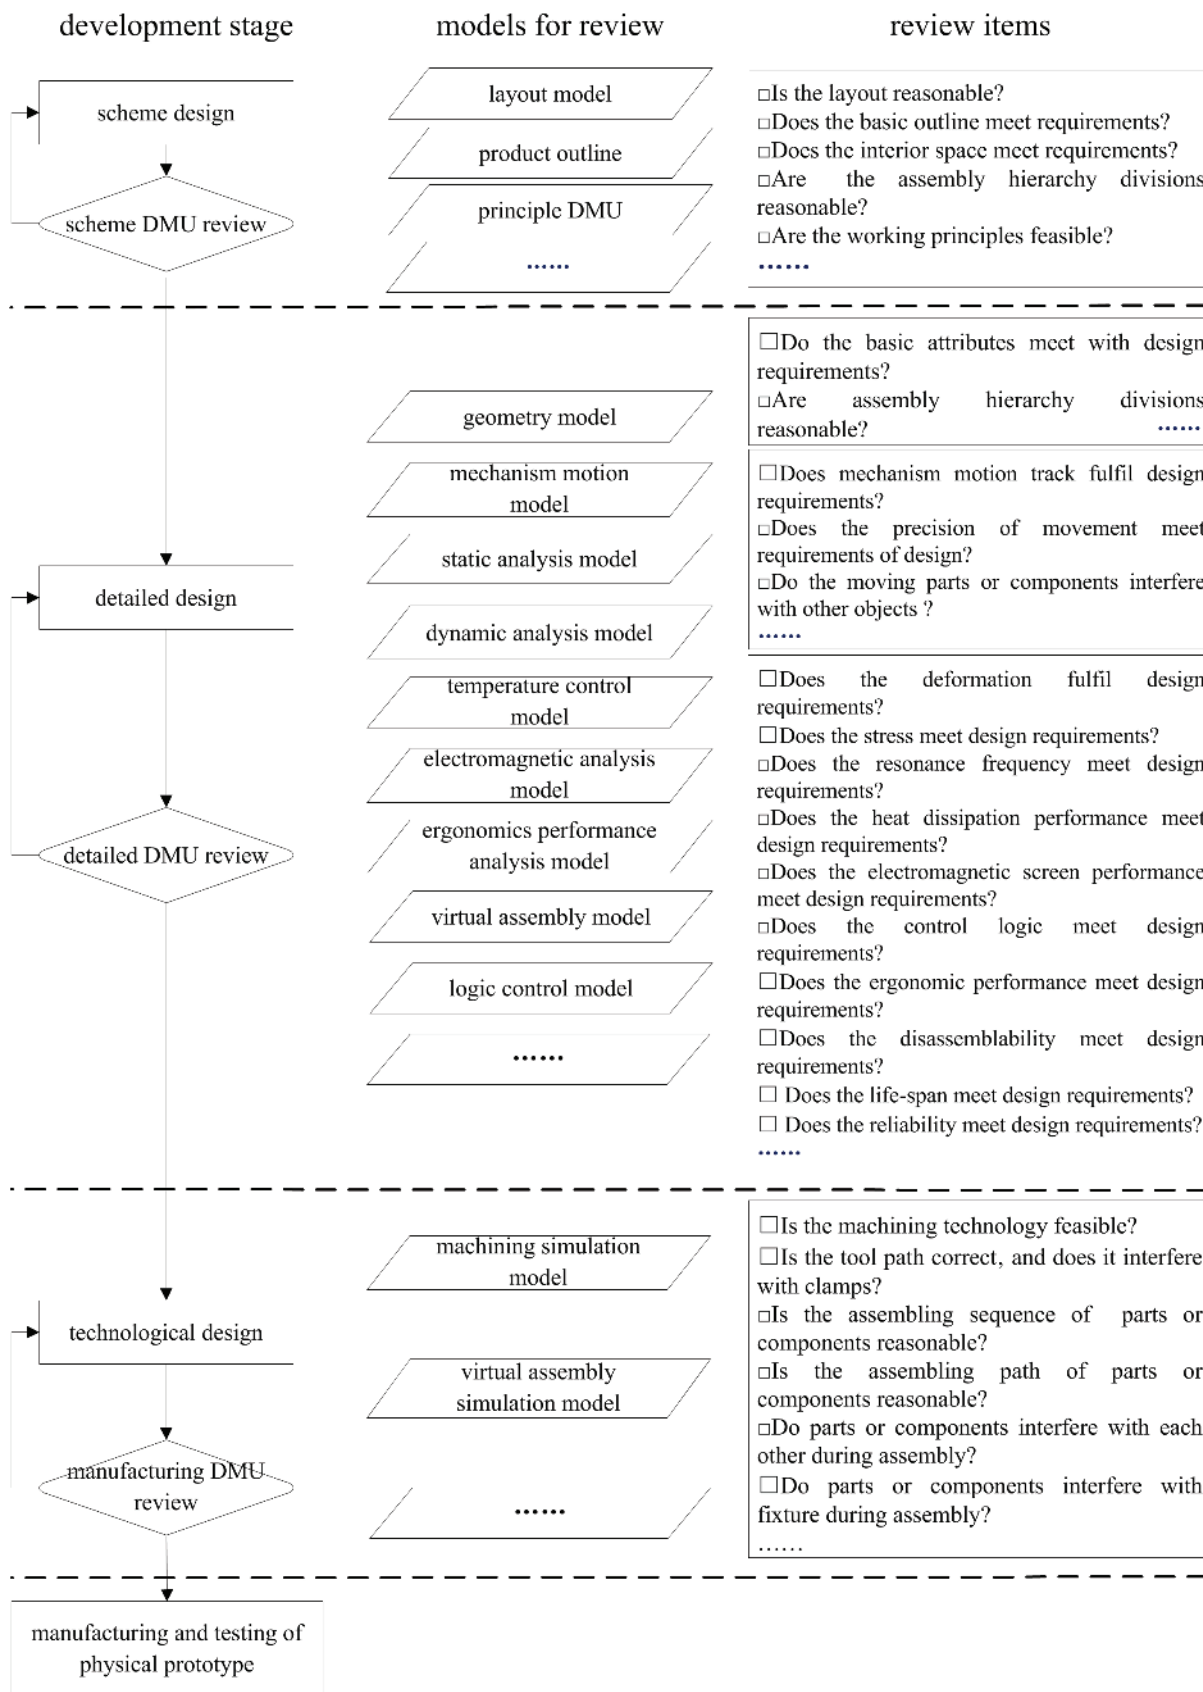 development stage
models for review
review items
scheme design
scheme DMU review
layout model
product outline
principle DMU
......
□Is the layout reasonable?
□Does the basic outline meet requirements?
□Does the interior space meet requirements?
□Are the assembly hierarchy divisions
reasonable?
□Are the working principles feasible?
......
detailed design
detailed DMU review
geometry model
mechanism motion
model
static analysis model
dynamic analysis model
temperature control
model
electromagnetic analysis
model
ergonomics performance
analysis model
virtual assembly model
logic control model
......
□Do the basic attributes meet with design
requirements?
□Are assembly hierarchy divisions
reasonable? ......
□Does mechanism motion track fulfil design
requirements?
□Does the precision of movement meet
requirements of design?
□Do the moving parts or components interfere
with other objects ?
......
□Does the deformation fulfil design
requirements?
□Does the stress meet design requirements?
□Does the resonance frequency meet design
requirements?
□Does the heat dissipation performance meet
design requirements?
□Does the electromagnetic screen performance
meet design requirements?
□Does the control logic meet design
requirements?
□Does the ergonomic performance meet design
requirements?
□Does the disassemblability meet design
requirements?
□ Does the life-span meet design requirements?
□ Does the reliability meet design requirements?
......
technological design
manufacturing DMU
review
machining simulation
model
virtual assembly
simulation model
......
□Is the machining technology feasible?
□Is the tool path correct, and does it interfere
with clamps?
□Is the assembling sequence of parts or
components reasonable?
□Is the assembling path of parts or
components reasonable?
□Do parts or components interfere with each
other during assembly?
□Do parts or components interfere with
fixture during assembly?
......
manufacturing and testing of
physical prototype